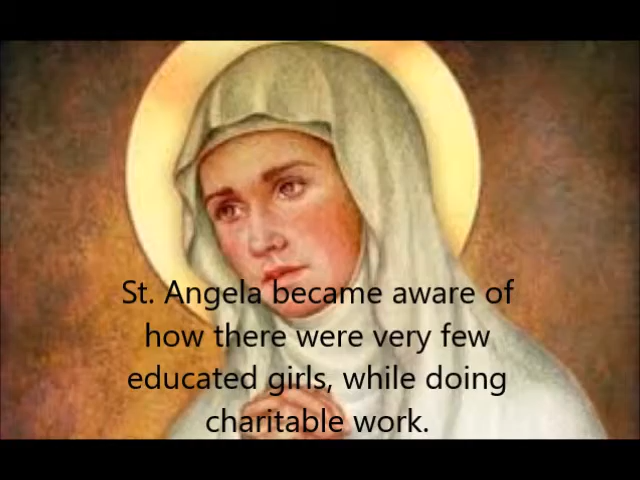 St. Angela became aware of
how there were very few
educated girls, while doing
charitable work.